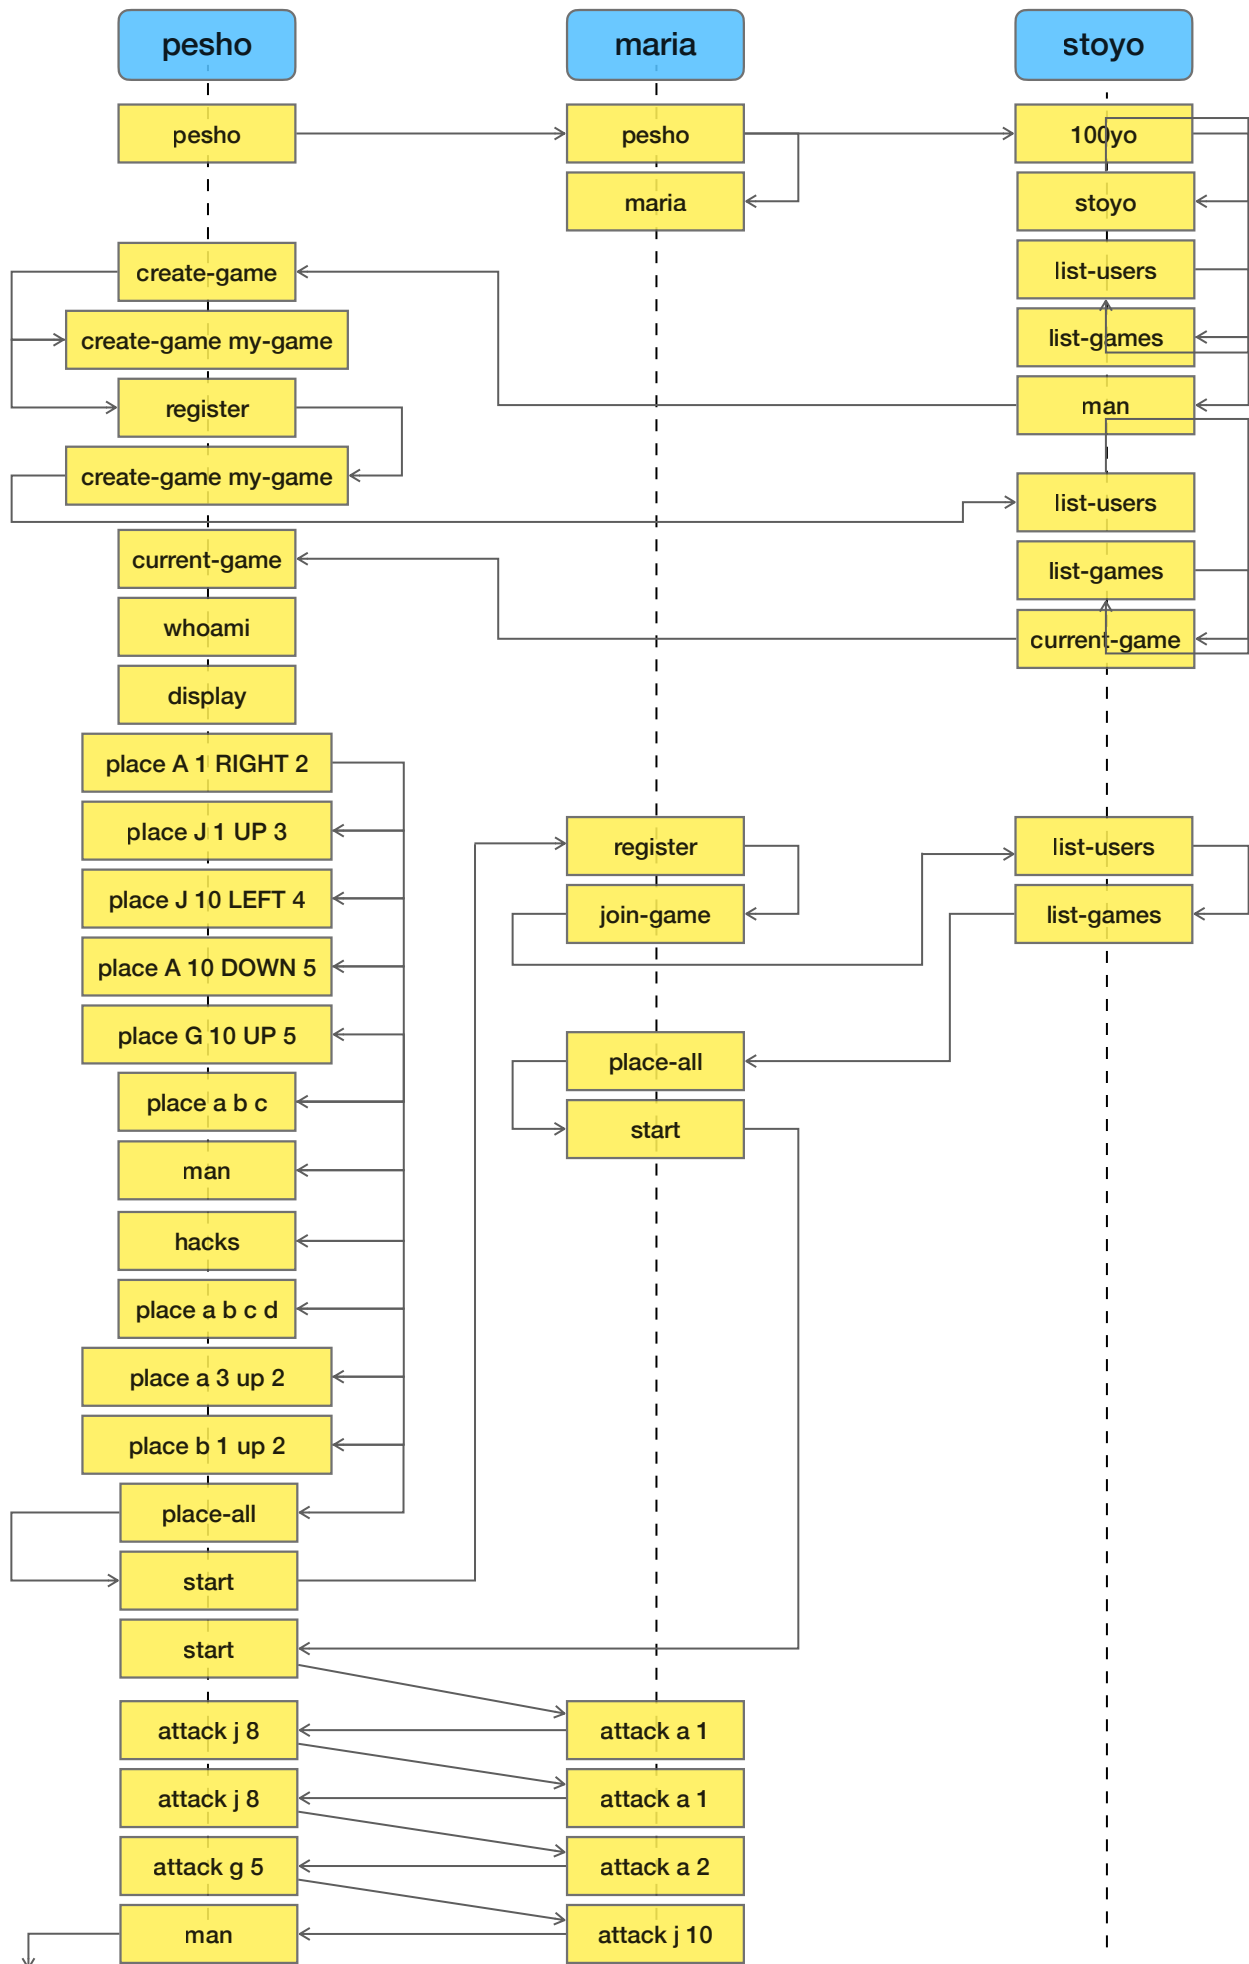 pesho
maria
stoyo
pesho
pesho
100yo
maria
stoyo
create-game
list-users
create-game my-game
list-games
register
man
create-game my-game
list-users
current-game
list-games
whoami
current-game
display
place A 1 RIGHT 2
place J 1 UP 3
register
list-users
place J 10 LEFT 4
join-game
list-games
place A 10 DOWN 5
place G 10 UP 5
place-all
place a b c
start
man
hacks
place a b c d
place a 3 up 2
place b 1 up 2
place-all
start
start
attack j 8
attack a 1
attack j 8
attack a 1
attack g 5
attack a 2
man
attack j 10